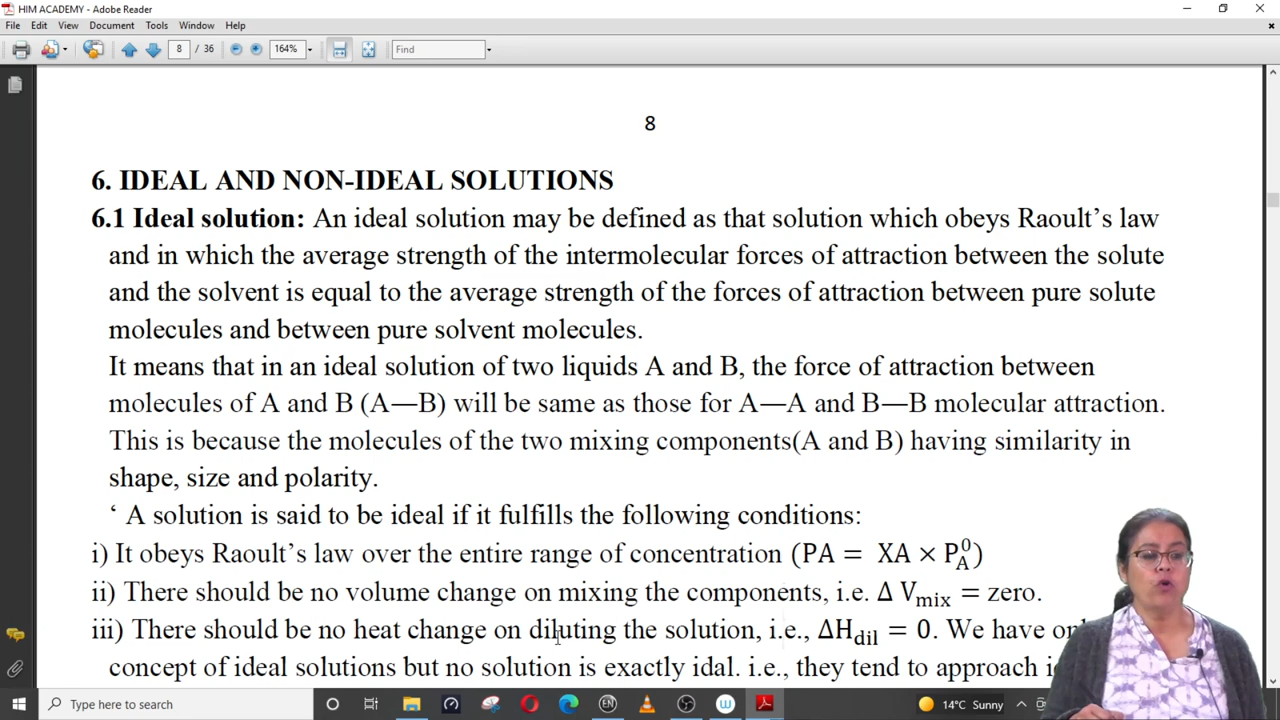 HIM ACADEMY - Adobe Reader
File Edit View Document Tools Window Help
8 / 36 164% Find
8
6. IDEAL AND NON-IDEAL SOLUTIONS
6.1 Ideal solution: An ideal solution may be defined as that solution which obeys Raoult’s law
and in which the average strength of the intermolecular forces of attraction between the solute
and the solvent is equal to the average strength of the forces of attraction between pure solute
molecules and between pure solvent molecules.
It means that in an ideal solution of two liquids A and B, the force of attraction between
molecules of A and B (A—B) will be same as those for A—A and B—B molecular attraction.
This is because the molecules of the two mixing components(A and B) having similarity in
shape, size and polarity.
‘ A solution is said to be ideal if it fulfills the following conditions:
i) It obeys Raoult’s law over the entire range of concentration (PA = XA × P⁰_A)
ii) There should be no volume change on mixing the components, i.e. Δ V_mix = zero.
iii) There should be no heat change on diluting the solution, i.e., ΔH_dil = 0. We have
concept of ideal solutions but no solution is exactly idal. i.e., they tend to approach
Type here to search
EN
14°C Sunny